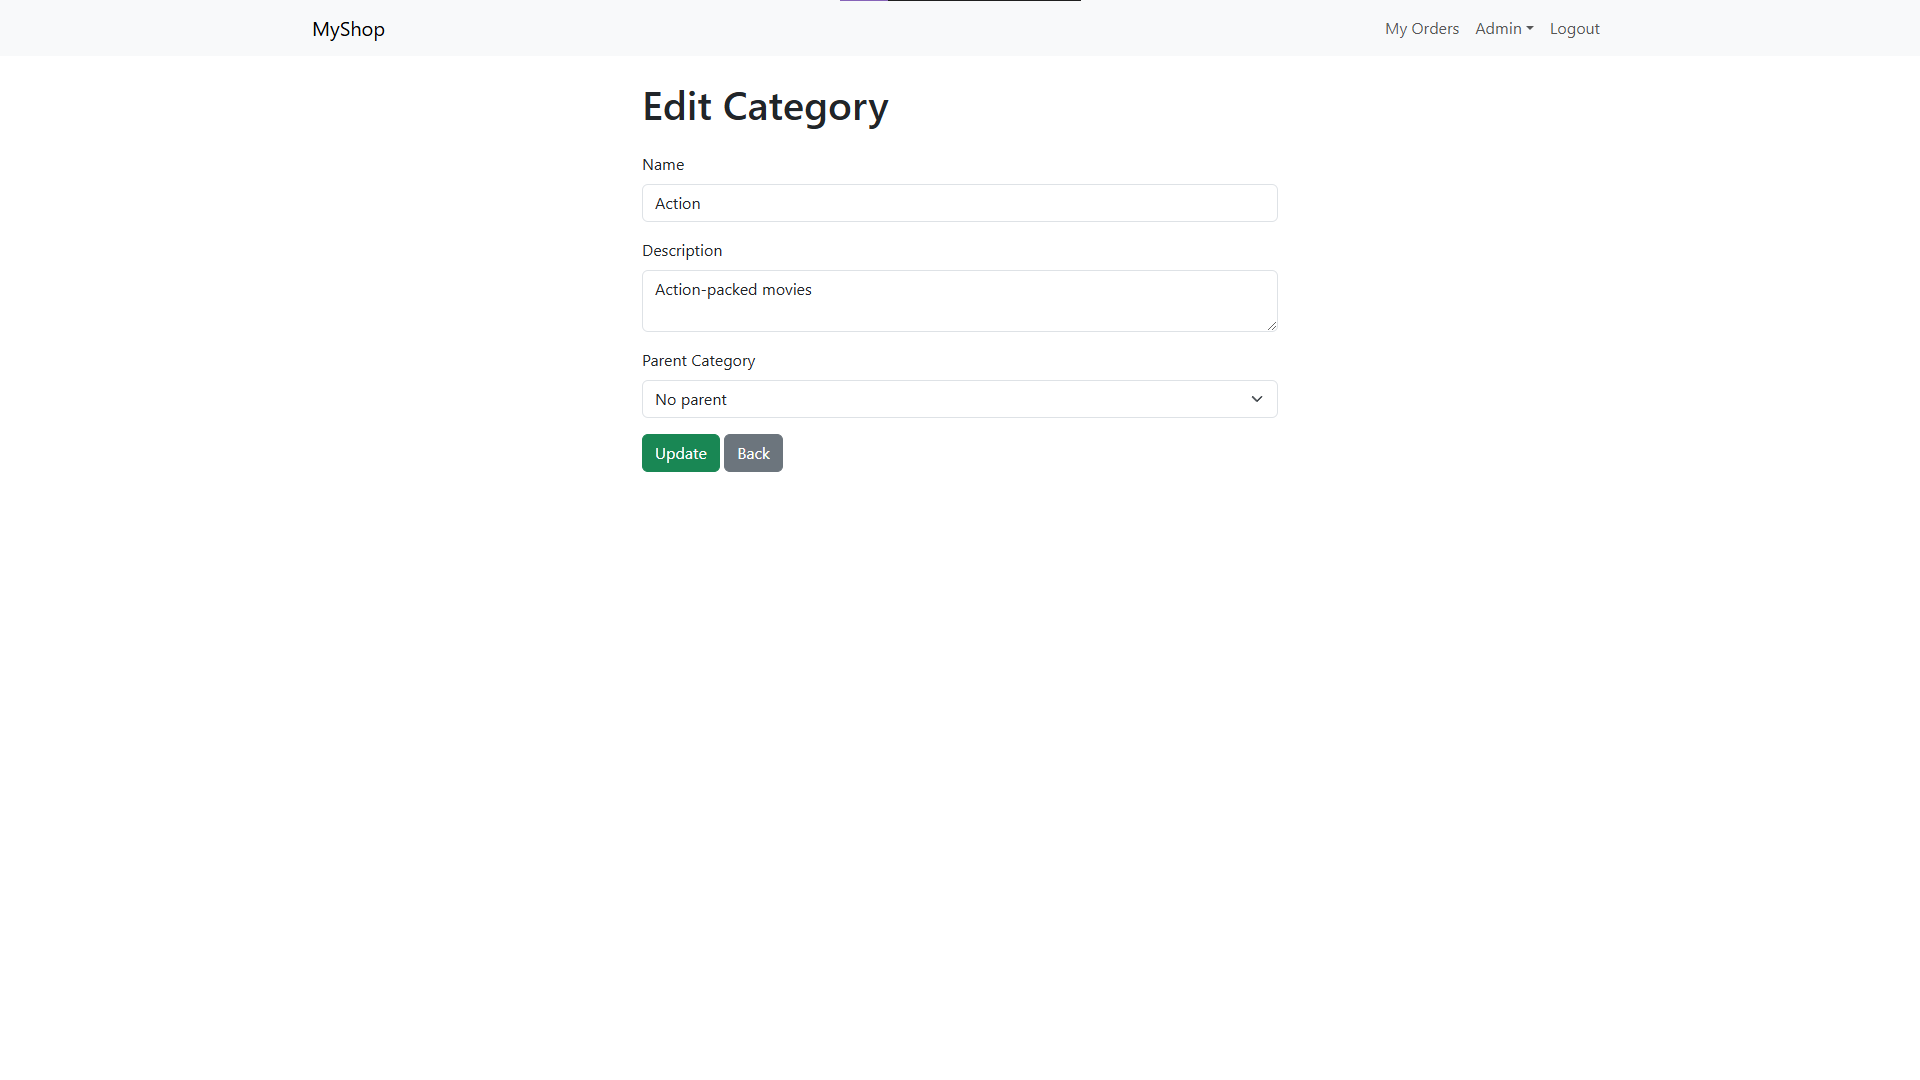 MyShop
My Orders Admin Logout
Edit Category
Name
Action
Description
Action-packed movies
Parent Category
No parent
Update Back